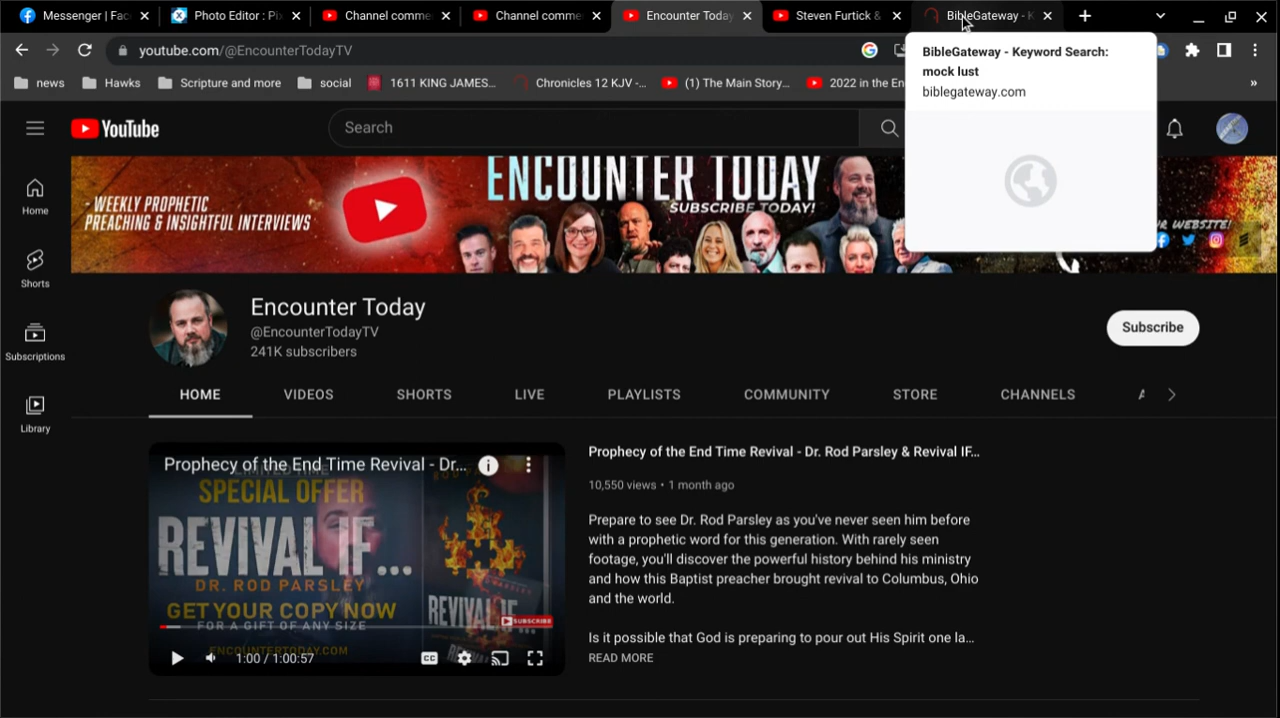 Messenger | Fac
Photo Editor : Pix
Channel comme
Channel comme
Encounter Today
Steven Furtick &
BibleGateway - K
youtube.com/@EncounterTodayTV
BibleGateway - Keyword Search:
mock lust
biblegateway.com
news
Hawks
Scripture and more
social
1611 KING JAMES...
Chronicles 12 KJV -...
(1) The Main Story...
2022 in the En
YouTube
Search
- WEEKLY PROPHETIC
PREACHING & INSIGHTFUL INTERVIEWS
ENCOUNTER TODAY
SUBSCRIBE TODAY!
WEBSITE!
Home
Shorts
Subscriptions
Library
Encounter Today
@EncounterTodayTV
241K subscribers
Subscribe
HOME
VIDEOS
SHORTS
LIVE
PLAYLISTS
COMMUNITY
STORE
CHANNELS
Prophecy of the End Time Revival - Dr...
LIMITED TIME
SPECIAL OFFER
REVIVAL IF...
DR. ROD PARSLEY
GET YOUR COPY NOW
FOR A GIFT OF ANY SIZE
ENCOUNTERTODAY.COM
REVIVAL IF
SUBSCRIBE
1:00 / 1:00:57
CC
Prophecy of the End Time Revival - Dr. Rod Parsley & Revival IF...
10,550 views • 1 month ago
Prepare to see Dr. Rod Parsley as you've never seen him before
with a prophetic word for this generation. With rarely seen
footage, you'll discover the powerful history behind his ministry
and how this Baptist preacher brought revival to Columbus, Ohio
and the world.
Is it possible that God is preparing to pour out His Spirit one la...
READ MORE